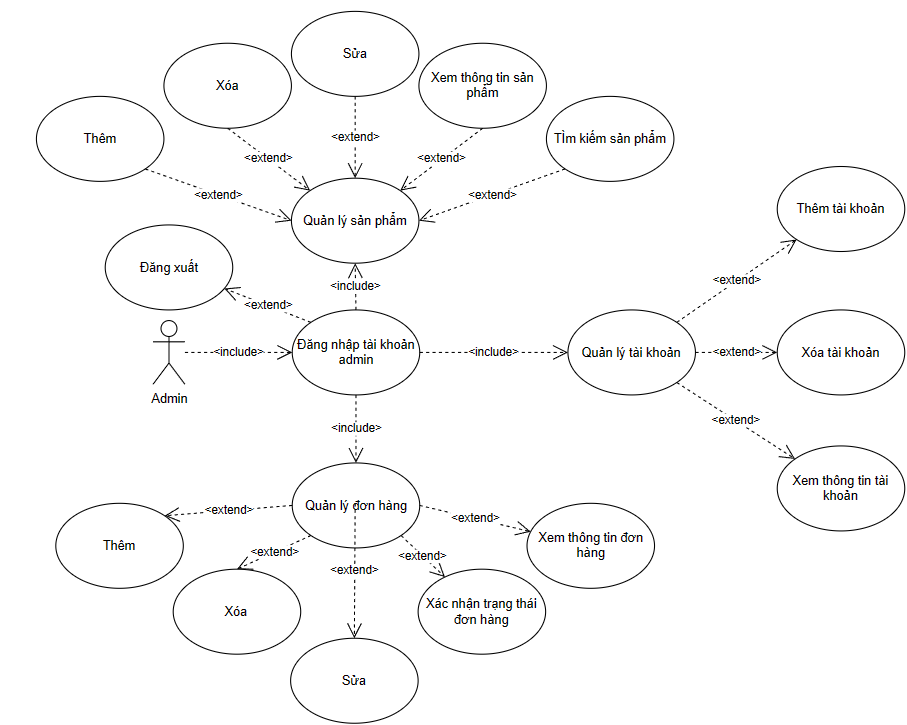 Sửa
Xóa
Xem thông tin sản
phẩm
Thêm
<extend>
TÌm kiếm sản phẩm
<extend>
<extend>
<extend>
<extend>
Quản lý sản phẩm
Thêm tài khoản
Đăng xuất
<extend>
<include>
<extend>
<include>
Đăng nhập tài khoản
admin
<include>
Quản lý tài khoản
<extend>
Xóa tài khoản
Admin
<extend>
<include>
Xem thông tin tài
khoản
Quản lý đơn hàng
<extend>
<extend>
Thêm
Xem thông tin đơn
hàng
<extend>
<extend>
<extend>
Xóa
Xác nhận trạng thái
đơn hàng
Sửa